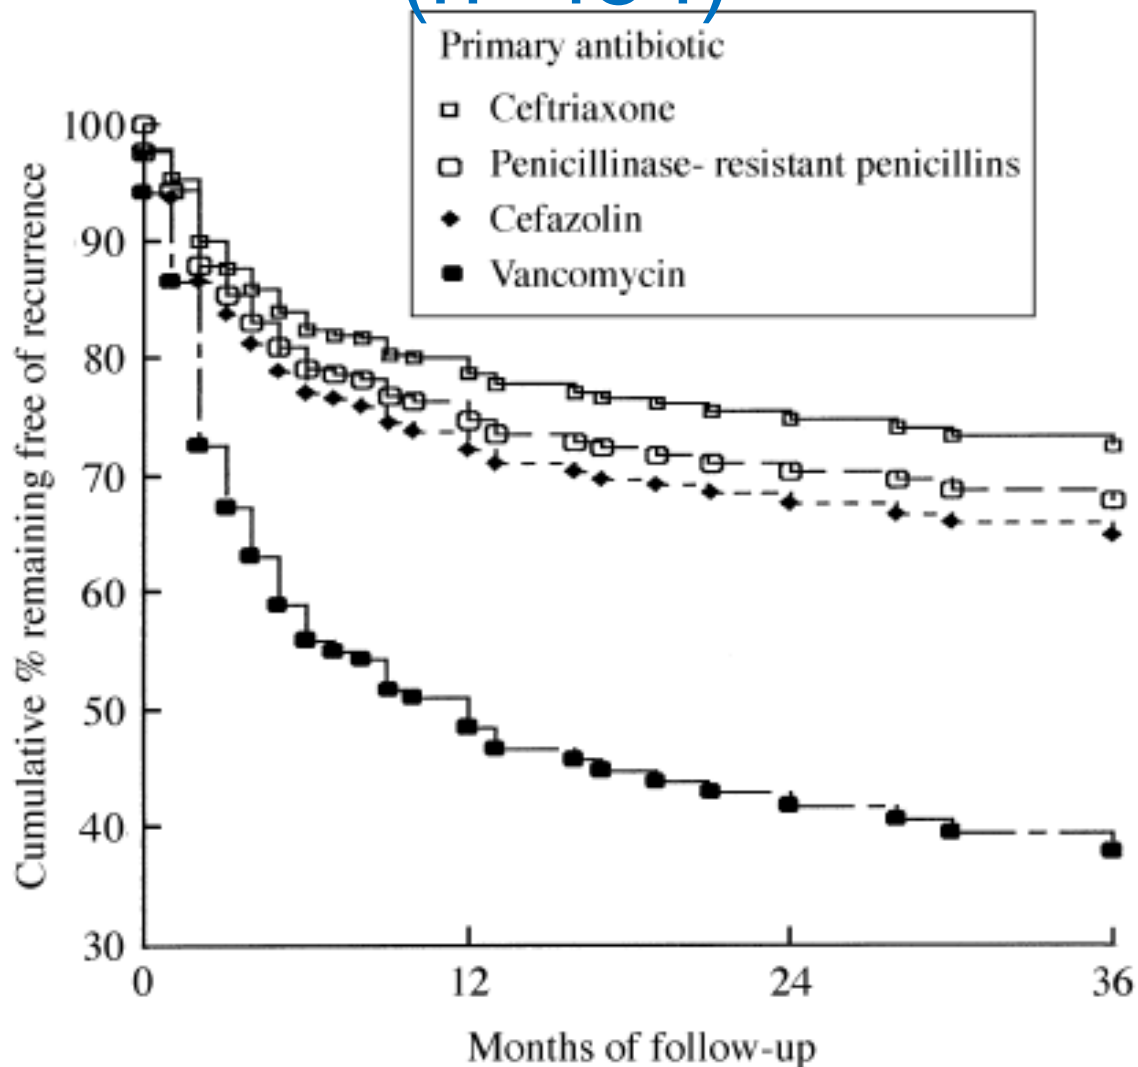 Primary antibiotic
Ceftriaxone
Penicillinase- resistant penicillins
Cefazolin
Vancomycin
Cumulative % remaining free of recurrence
100
90
80
70
60
50
40
30
0
12
24
36
Months of follow-up